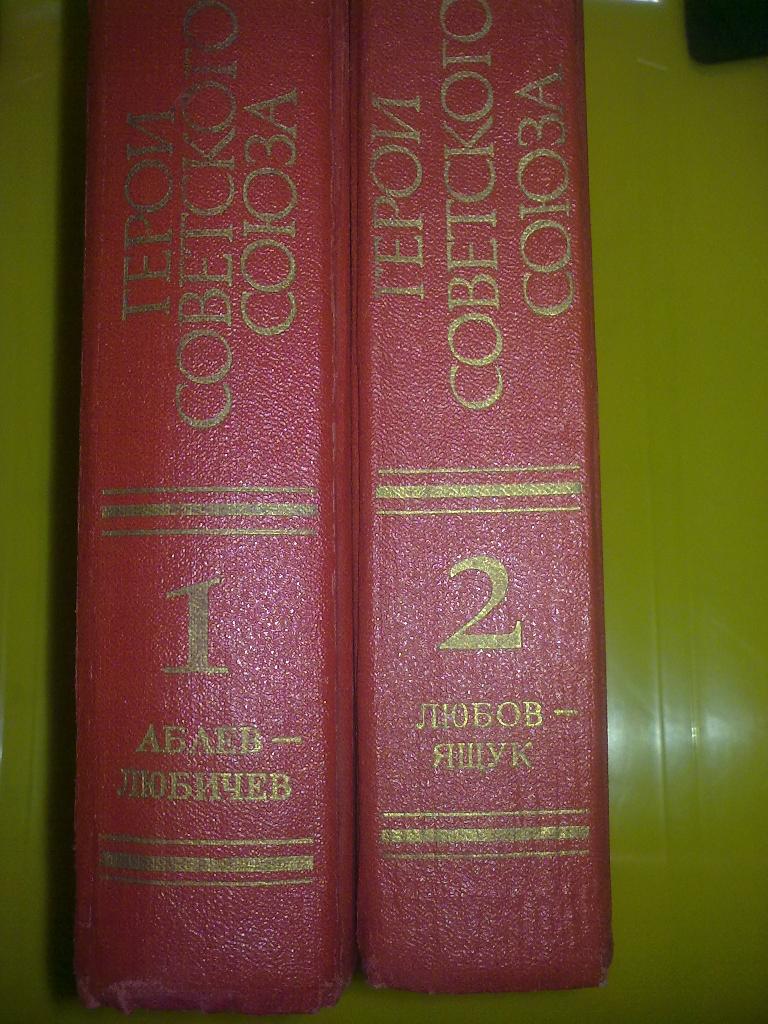 ГЕРОИ
СОВЕТСКОГО
СОЮЗА
1
АБАЕВ –
ЛЮБИЧЕВ
ГЕРОИ
СОВЕТСКОГО
СОЮЗА
2
ЛЮБОВ –
ЯЩУК